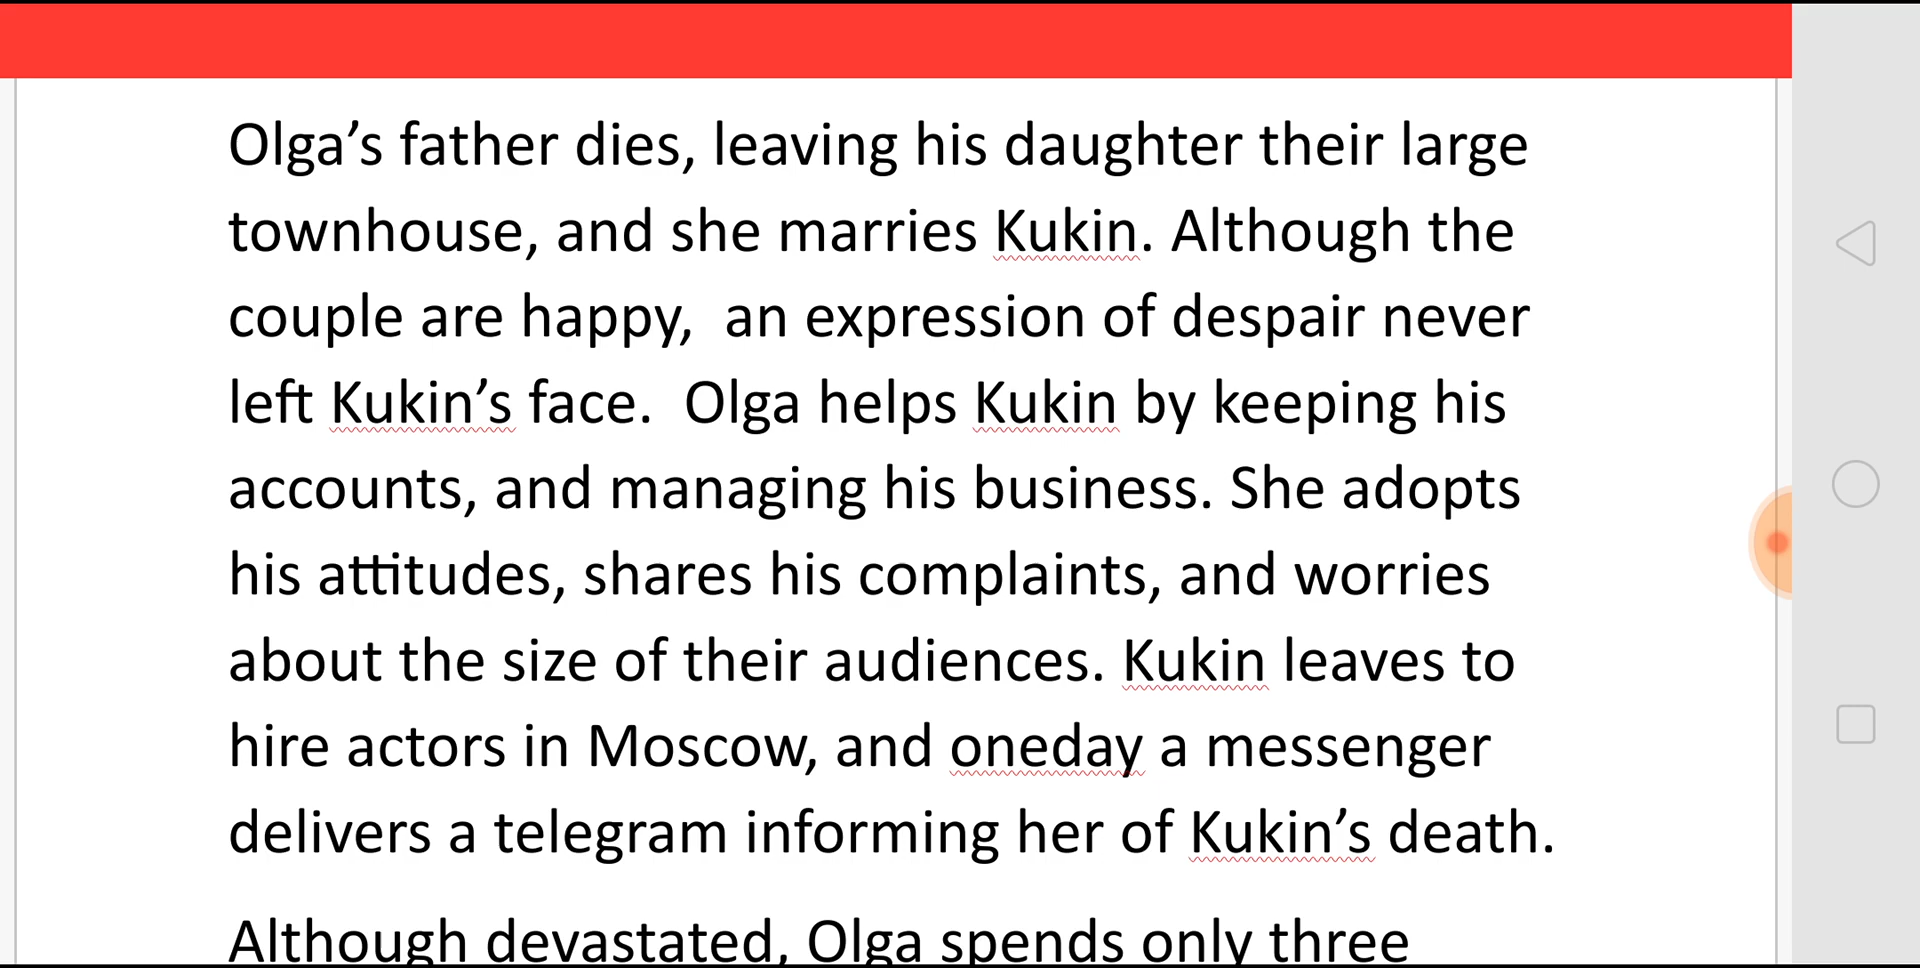 Olga’s father dies, leaving his daughter their large
townhouse, and she marries Kukin. Although the
couple are happy,  an expression of despair never
left Kukin’s face.  Olga helps Kukin by keeping his
accounts, and managing his business. She adopts
his attitudes, shares his complaints, and worries
about the size of their audiences. Kukin leaves to
hire actors in Moscow, and oneday a messenger
delivers a telegram informing her of Kukin’s death.
Although devastated, Olga spends only three